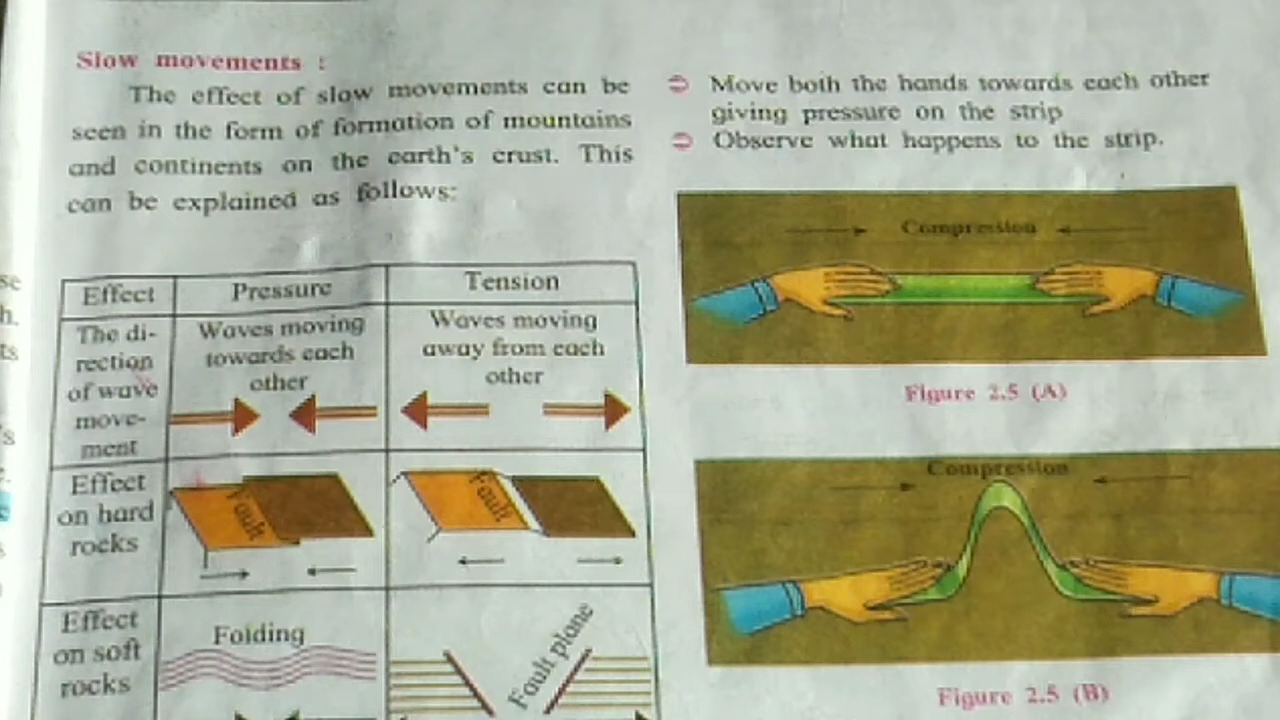 Slow movements :
The effect of slow movements can be
seen in the form of formation of mountains
and continents on the earth's crust. This
can be explained as follows:
Effect
Pressure
Tension
The di-
rection
of wave
move-
ment
Waves moving
towards each
other
Waves moving
away from each
other
Effect
on hard
rocks
Fault
Fault
Effect
on soft
rocks
Folding
Fault plane
Move both the hands towards each other
giving pressure on the strip
Observe what happens to the strip.
Compression
Figure 2.5 (A)
Compression
Figure 2.5 (B)